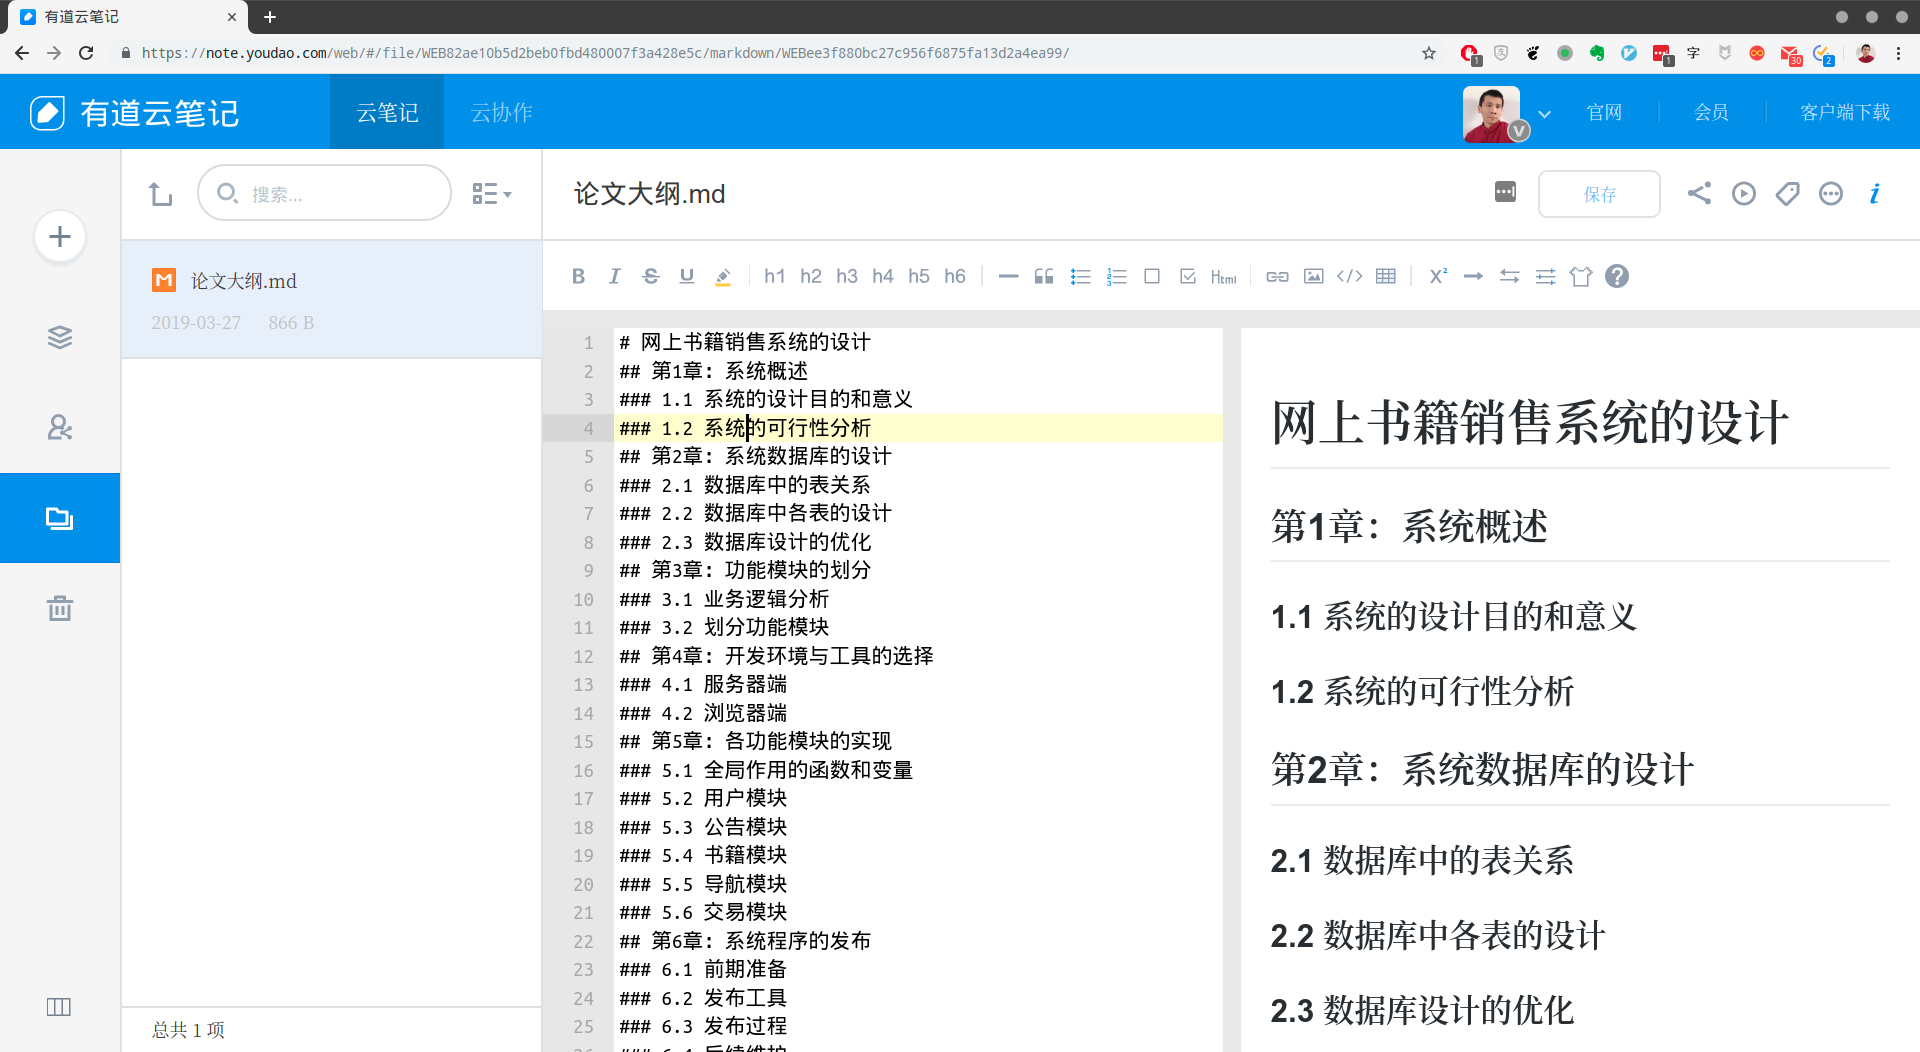 有道云笔记
https://note.youdao.com/web/#/file/WEB82ae10b5d2beb0fbd480007f3a428e5c/markdown/WEBee3f880bc27c956f6875fa13d2a4ea99/
1
1
字
30
2
有道云笔记
云笔记
云协作
V
官网
会员
客户端下载
搜索...
论文大纲.md
保存
论文大纲.md
2019-03-27 866 B
B I S U h1 h2 h3 h4 h5 h6 Html </> X² ?
1 # 网上书籍销售系统的设计
2 ## 第1章：系统概述
3 ### 1.1 系统的设计目的和意义
4 ### 1.2 系统的可行性分析
5 ## 第2章：系统数据库的设计
6 ### 2.1 数据库中的表关系
7 ### 2.2 数据库中各表的设计
8 ### 2.3 数据库设计的优化
9 ## 第3章：功能模块的划分
10 ### 3.1 业务逻辑分析
11 ### 3.2 划分功能模块
12 ## 第4章：开发环境与工具的选择
13 ### 4.1 服务器端
14 ### 4.2 浏览器端
15 ## 第5章：各功能模块的实现
16 ### 5.1 全局作用的函数和变量
17 ### 5.2 用户模块
18 ### 5.3 公告模块
19 ### 5.4 书籍模块
20 ### 5.5 导航模块
21 ### 5.6 交易模块
22 ## 第6章：系统程序的发布
23 ### 6.1 前期准备
24 ### 6.2 发布工具
25 ### 6.3 发布过程
网上书籍销售系统的设计
第1章：系统概述
1.1 系统的设计目的和意义
1.2 系统的可行性分析
第2章：系统数据库的设计
2.1 数据库中的表关系
2.2 数据库中各表的设计
2.3 数据库设计的优化
总共 1 项